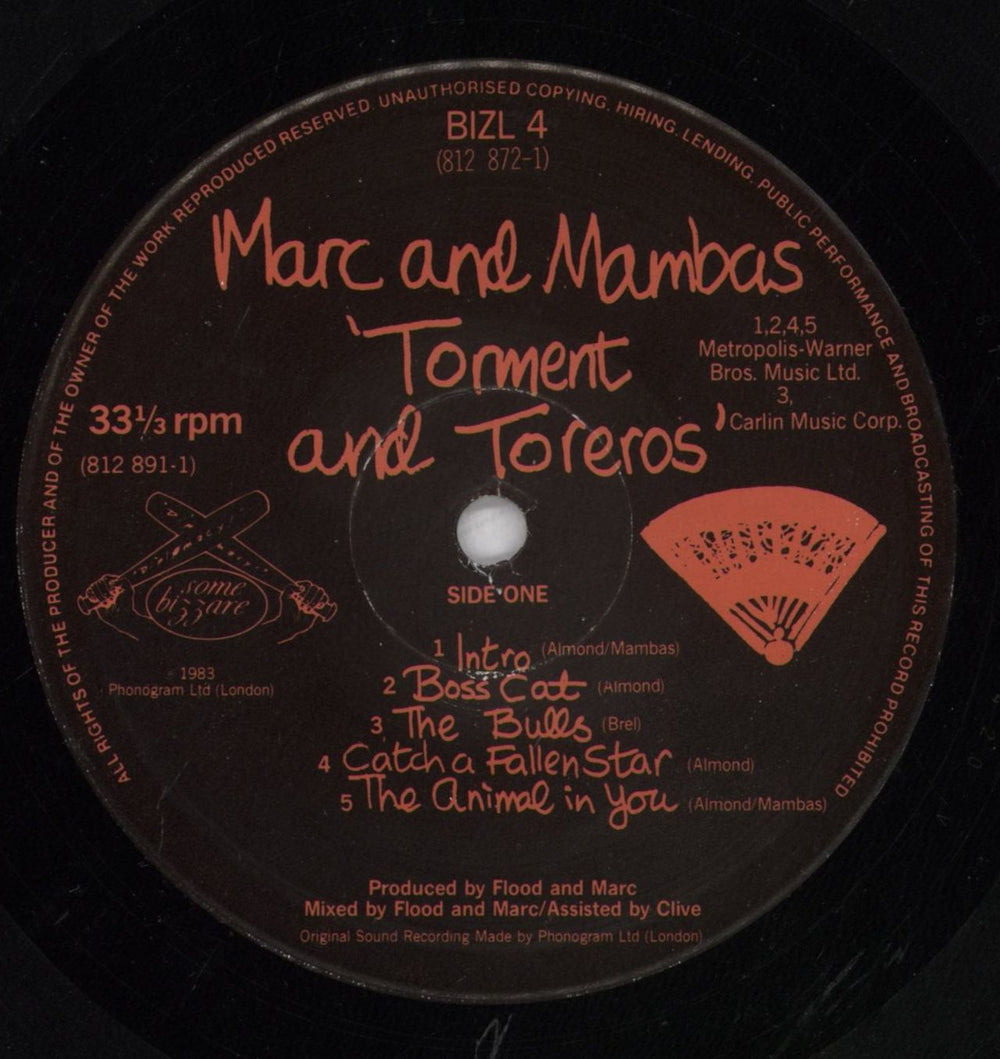 ALL RIGHTS OF THE PRODUCER AND OF THE OWNER OF THE WORK REPRODUCED RESERVED. UNAUTHORISED COPYING. HIRING. LENDING. PUBLIC PERFORMANCE AND BROADCASTING OF THIS RECORD PROHIBITED
BIZL 4
(812 872-1)
Marc and Mambas
'Torment
and Toreros'
1,2,4,5
Metropolis-Warner
Bros. Music Ltd.
3,
Carlin Music Corp.
33⅓ rpm
(812 891-1)
some
bizzare
1983
Phonogram Ltd (London)
SIDE ONE
1 Intro (Almond/Mambas)
2 Boss Cat (Almond)
3, The Bulls (Brel)
4 Catch a Fallen Star (Almond)
5 The Animal in you (Almond/Mambas)
Produced by Flood and Marc
Mixed by Flood and Marc/Assisted by Clive
Original Sound Recording Made by Phonogram Ltd (London)